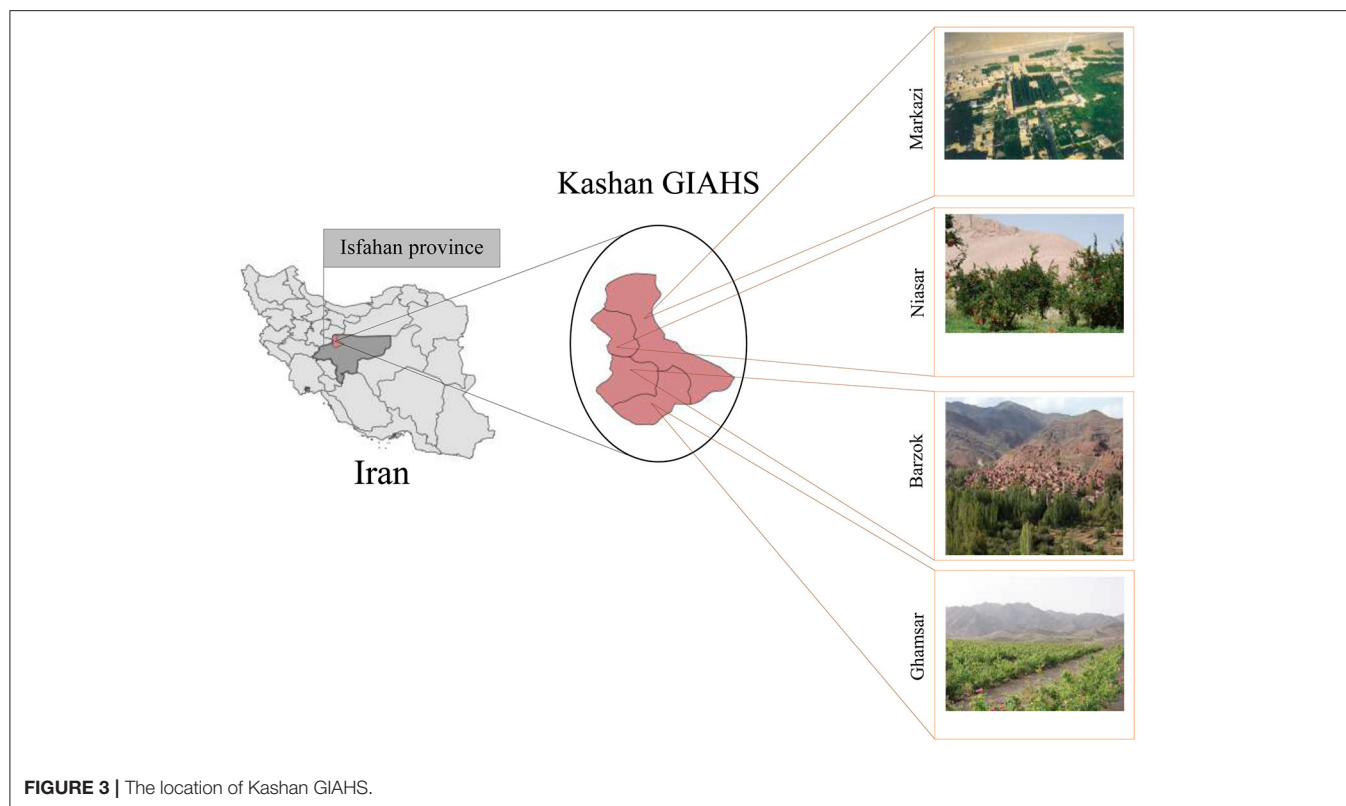 Kashan GIAHS
Isfahan province
Iran
Markazi
Niasar
Barzok
Ghamsar
FIGURE 3 | The location of Kashan GIAHS.